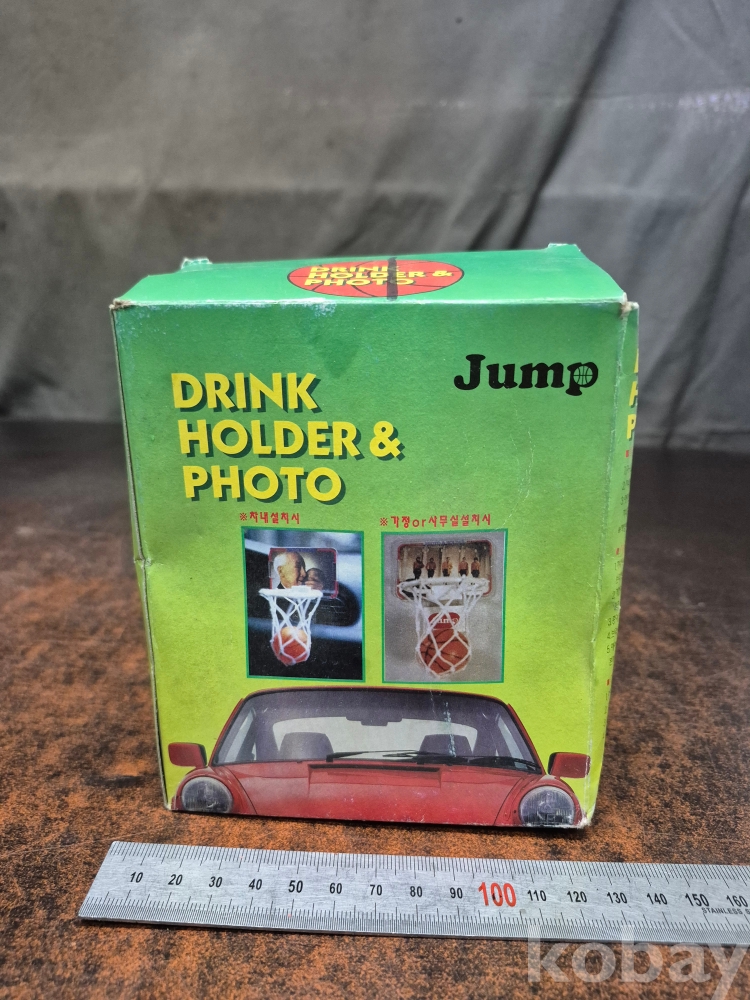 DRINK
HOLDER &
PHOTO
Jump
DRINK
HOLDER &
PHOTO
※차내설치시
※가정or사무실설치시
Jump
10 20 30 40 50 60 70 80 90 100 110 120 130 140 150 160
STAINLESS
kobay